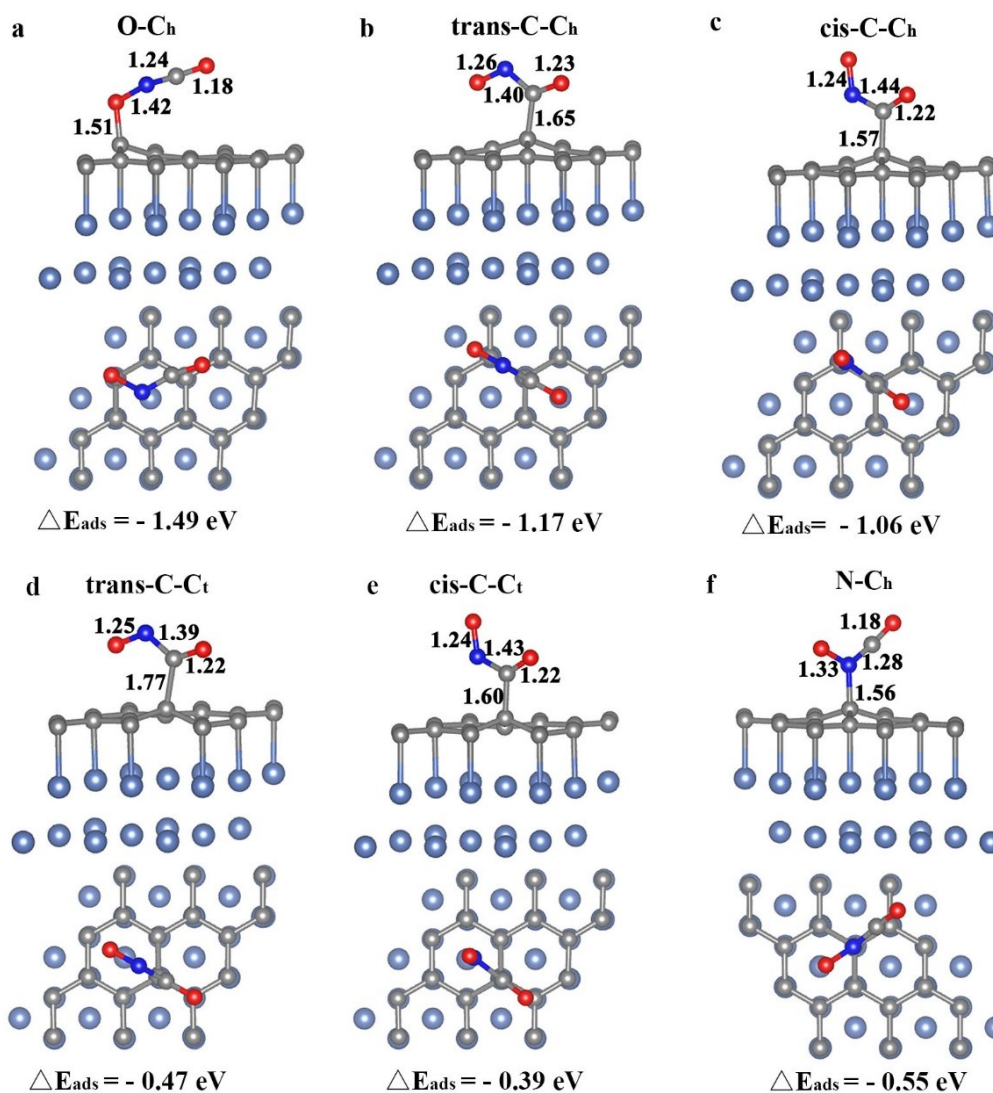 a O-Ch
1.24
1.18
1.42
1.51
b trans-C-Ch
1.26 1.23
1.40
1.65
c cis-C-Ch
1.24 1.44
1.22
1.57
△Eads = - 1.49 eV
△Eads = - 1.17 eV
△Eads= - 1.06 eV
d trans-C-Ct
1.25 1.39
1.22
1.77
e cis-C-Ct
1.24 1.43
1.22
1.60
f N-Ch
1.18
1.33 1.28
1.56
△Eads = - 0.47 eV
△Eads = - 0.39 eV
△Eads = - 0.55 eV